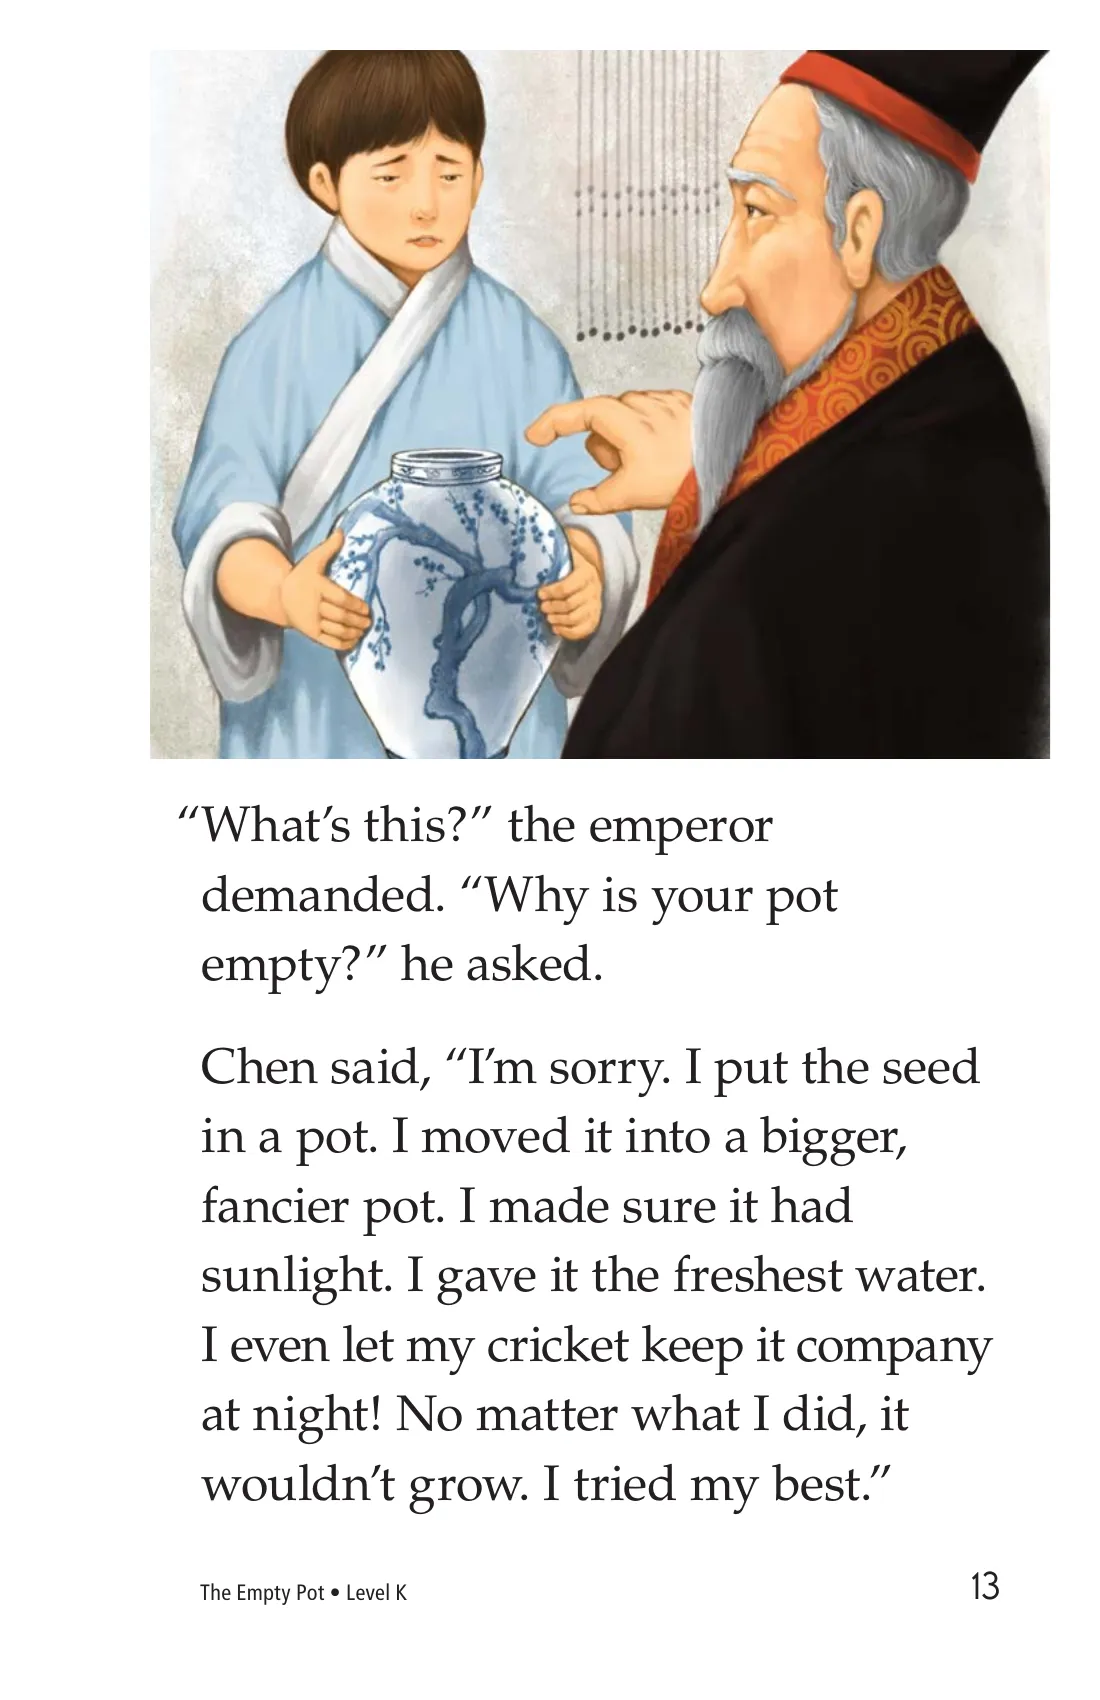 “What’s this?” the emperor
demanded. “Why is your pot
empty?” he asked.
Chen said, “I’m sorry. I put the seed
in a pot. I moved it into a bigger,
fancier pot. I made sure it had
sunlight. I gave it the freshest water.
I even let my cricket keep it company
at night! No matter what I did, it
wouldn’t grow. I tried my best.”
The Empty Pot • Level K
13